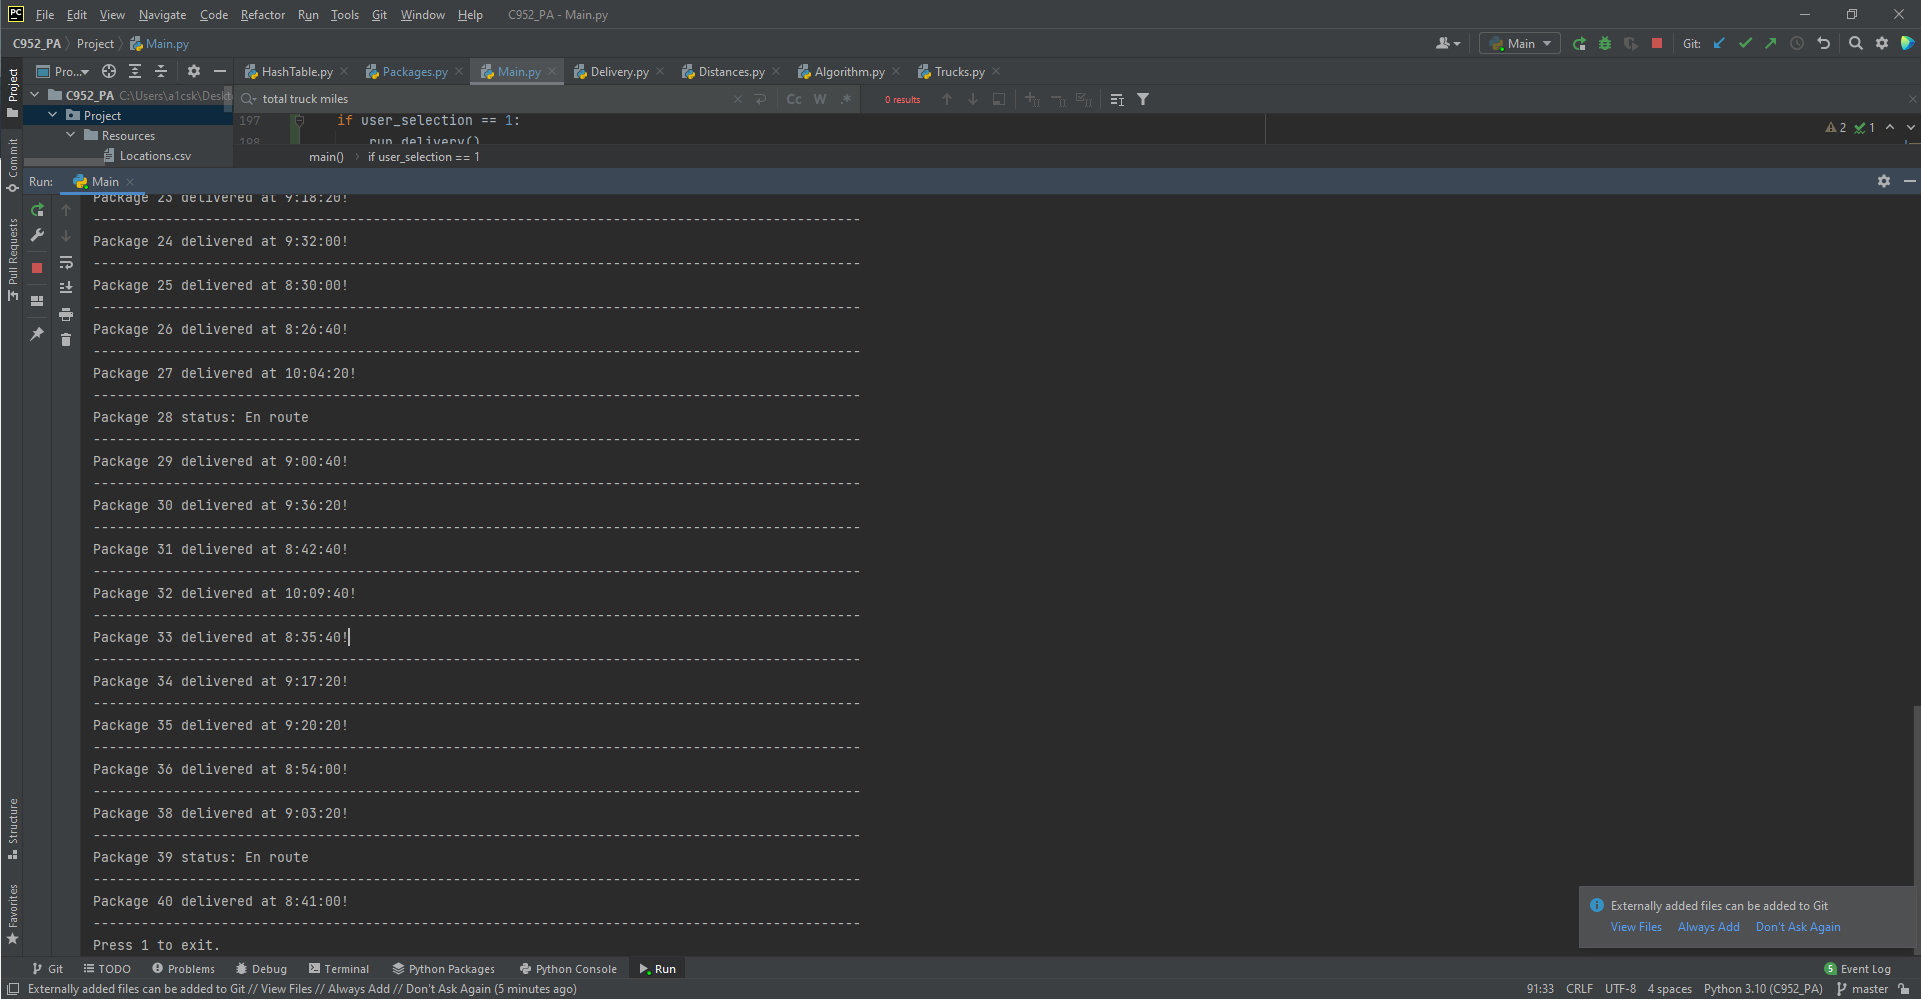 PC File Edit View Navigate Code Refactor Run Tools Git Window Help C952_PA - Main.py
C952_PA Project Main.py Main Git:
Project
Pro... HashTable.py Packages.py Main.py Delivery.py Distances.py Algorithm.py Trucks.py
C952_PA C:\Users\a1csk\Deskt
total truck miles Cc W .* 0 results
Project
Resources
Locations.csv
197 if user_selection == 1:
198 run_delivery()
2 1
main() if user_selection == 1
Commit
Pull Requests
Structure
Favorites
Run: Main
Package 23 delivered at 9:18:20!
------------------------------------------------------------------------------------------------
Package 24 delivered at 9:32:00!
------------------------------------------------------------------------------------------------
Package 25 delivered at 8:30:00!
------------------------------------------------------------------------------------------------
Package 26 delivered at 8:26:40!
------------------------------------------------------------------------------------------------
Package 27 delivered at 10:04:20!
------------------------------------------------------------------------------------------------
Package 28 status: En route
------------------------------------------------------------------------------------------------
Package 29 delivered at 9:00:40!
------------------------------------------------------------------------------------------------
Package 30 delivered at 9:36:20!
------------------------------------------------------------------------------------------------
Package 31 delivered at 8:42:40!
------------------------------------------------------------------------------------------------
Package 32 delivered at 10:09:40!
------------------------------------------------------------------------------------------------
Package 33 delivered at 8:35:40!
------------------------------------------------------------------------------------------------
Package 34 delivered at 9:17:20!
------------------------------------------------------------------------------------------------
Package 35 delivered at 9:20:20!
------------------------------------------------------------------------------------------------
Package 36 delivered at 8:54:00!
------------------------------------------------------------------------------------------------
Package 38 delivered at 9:03:20!
------------------------------------------------------------------------------------------------
Package 39 status: En route
------------------------------------------------------------------------------------------------
Package 40 delivered at 8:41:00!
------------------------------------------------------------------------------------------------
Press 1 to exit.
Externally added files can be added to Git
View Files Always Add Don't Ask Again
Git TODO Problems Debug Terminal Python Packages Python Console Run 5 Event Log
Externally added files can be added to Git // View Files // Always Add // Don't Ask Again (5 minutes ago) 91:33 CRLF UTF-8 4 spaces Python 3.10 (C952_PA) master